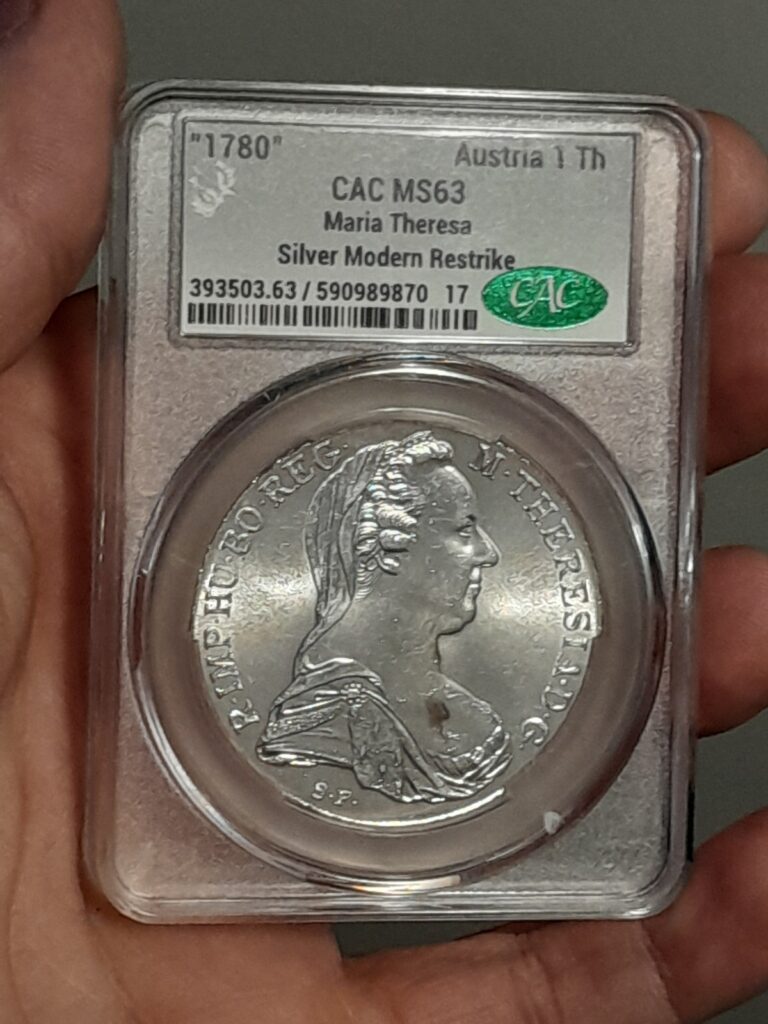 "1780" Austria 1 Th
CAC MS63
Maria Theresa
Silver Modern Restrike
393503.63 / 590989870 17
CAC
R·IMP·HU·BO·REG·
M·THERESIA·D·G·
S·F·